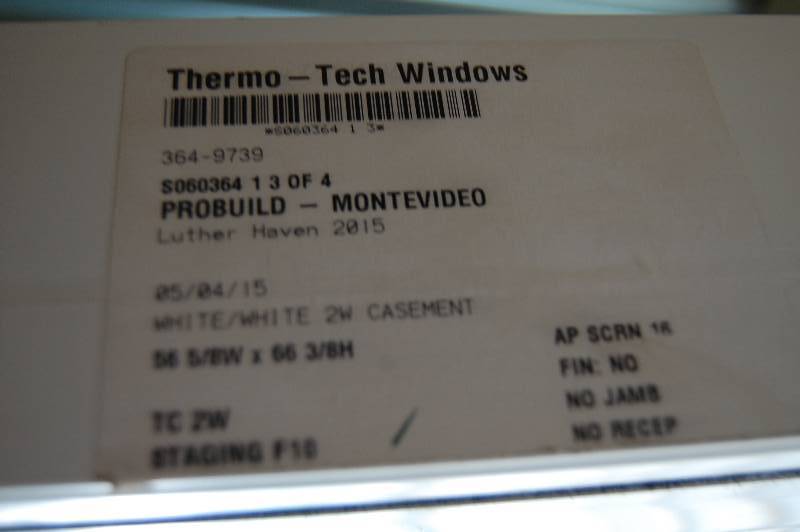 Thermo – Tech Windows
*S060364 1 3*
364-9739
S060364 1 3 OF 4
PROBUILD – MONTEVIDEO
Luther Haven 2015
05/04/15
WHITE/WHITE 2W CASEMENT
56 5/8W x 66 3/8H
AP SCRN 16
FIN: NO
NO JAMB
TC 2W
NO RECEP
STAGING F10